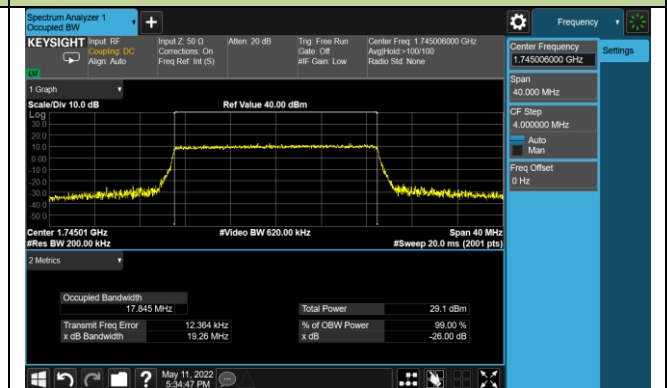 Spectrum Analyzer 1
Occupied BW
Frequency
KEYSIGHT
Input: RF
Coupling: DC
Align: Auto
Input Z: 50 Ω
Corrections: On
Freq Ref: Int (S)
Atten: 20 dB
Trig: Free Run
Gate: Off
#IF Gain: Low
Center Freq: 1.745006000 GHz
Avg|Hold:>100/100
Radio Std: None
Center Frequency
1.745006000 GHz
Settings
Span
40.000 MHz
CF Step
4.000000 MHz
Auto
Man
Freq Offset
0 Hz
1 Graph
Scale/Div 10.0 dB
Ref Value 40.00 dBm
Log
30.0
20.0
10.0
0.00
-10.0
-20.0
-30.0
-40.0
-50.0
Center 1.74501 GHz
#Video BW 620.00 kHz
Span 40 MHz
#Res BW 200.00 kHz
#Sweep 20.0 ms (2001 pts)
2 Metrics
Occupied Bandwidth
17.845 MHz
Total Power
29.1 dBm
Transmit Freq Error
12.364 kHz
% of OBW Power
99.00 %
x dB Bandwidth
19.26 MHz
x dB
-26.00 dB
May 11, 2022
5:34:47 PM